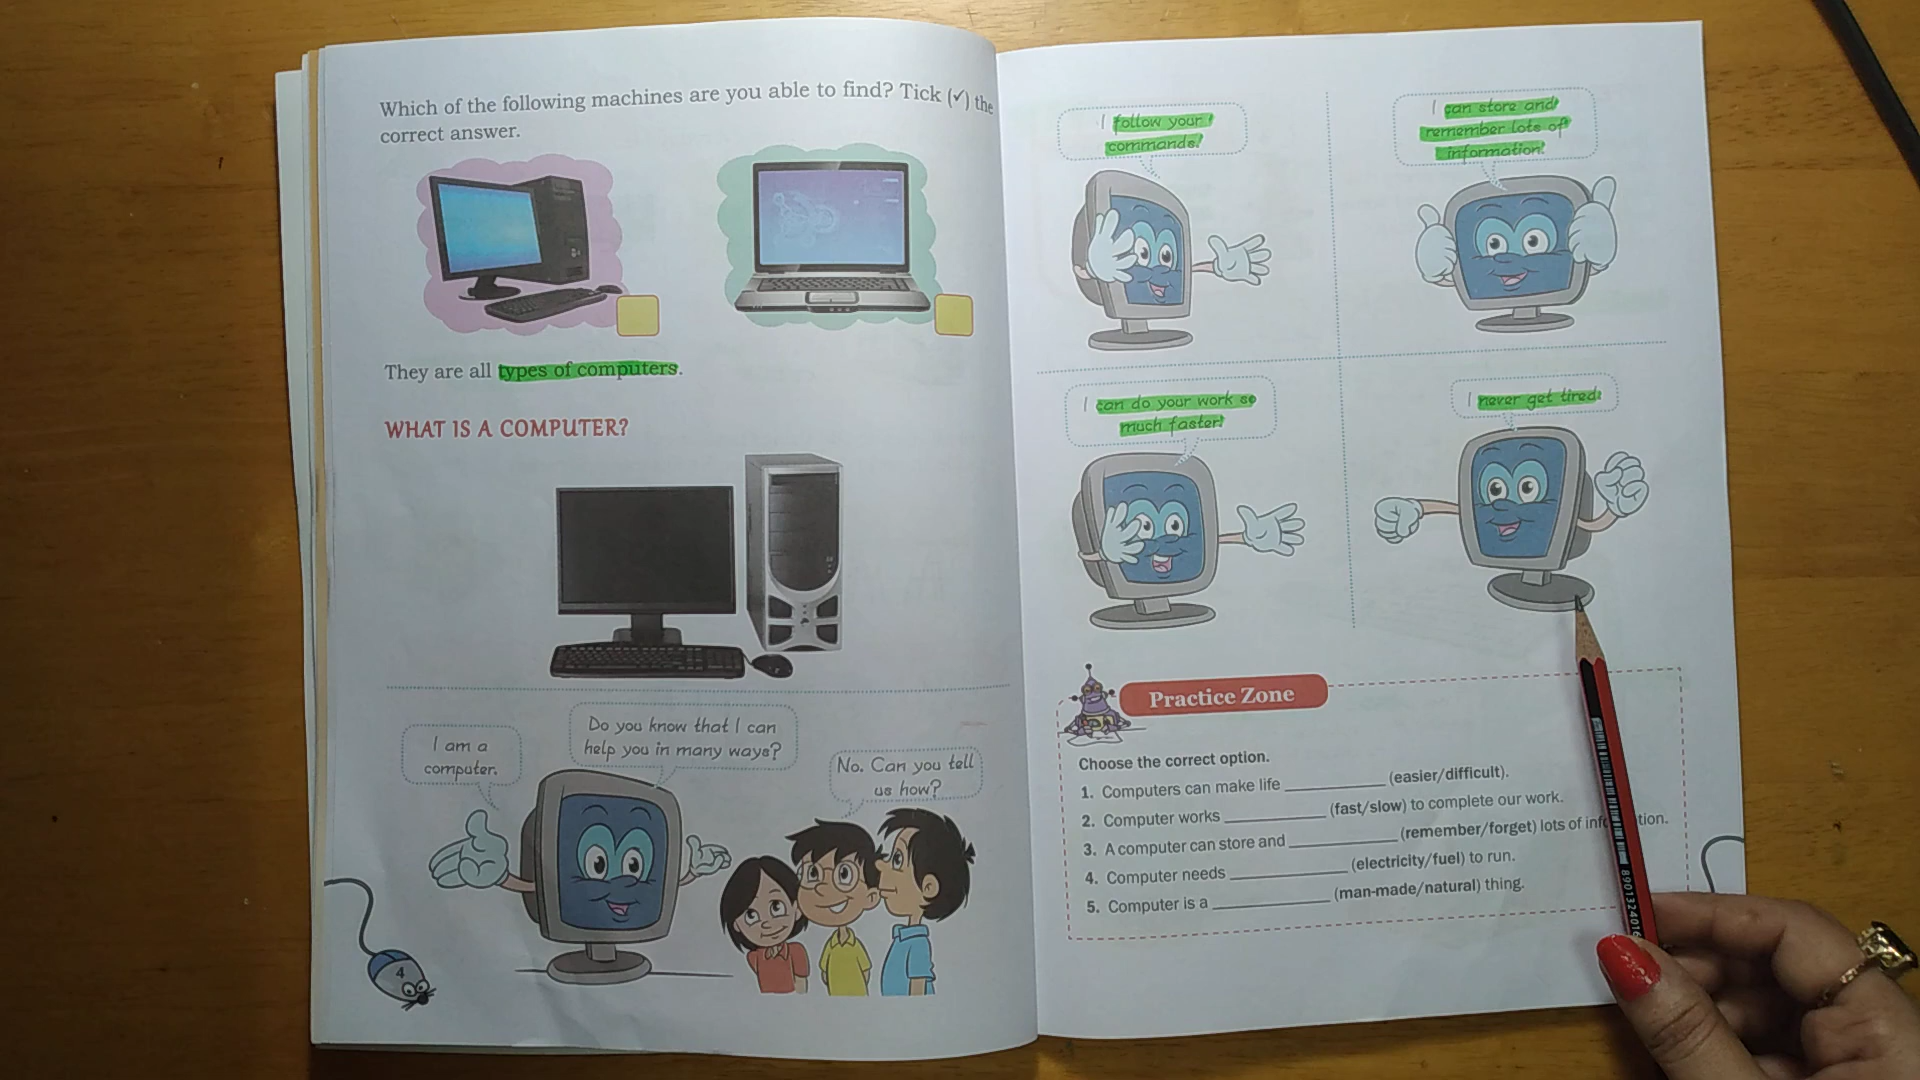 Which of the following machines are you able to find? Tick (✓) the
correct answer.
They are all types of computers.
WHAT IS A COMPUTER?
I am a
computer.
Do you know that I can
help you in many ways?
No. Can you tell
us how?
4
I follow your
commands!
I can store and
remember lots of
information!
I can do your work so
much faster!
I never get tired!
Practice Zone
Choose the correct option.
1. Computers can make life __________ (easier/difficult).
2. Computer works __________ (fast/slow) to complete our work.
3. A computer can store and __________ (remember/forget) lots of tion.
4. Computer needs __________ (electricity/fuel) to run.
5. Computer is a __________ (man-made/natural) thing.